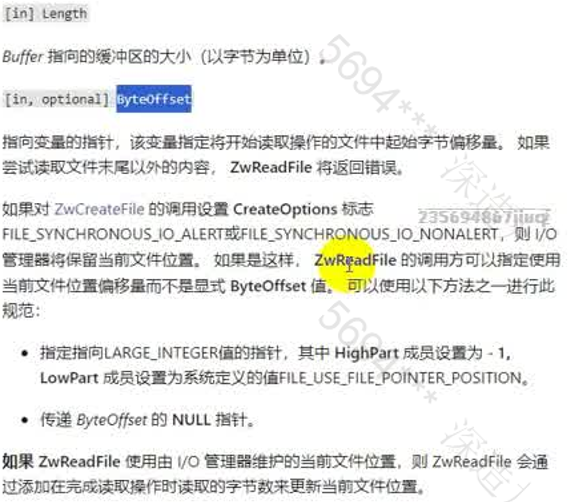 [in] Length
Buffer 指向的缓冲区的大小（以字节为单位）。
[in, optional] ByteOffset
指向变量的指针，该变量指定将开始读取操作的文件中起始字节偏移量。 如果
尝试读取文件末尾以外的内容， ZwReadFile 将返回错误。
如果对 ZwCreateFile 的调用设置 CreateOptions 标志
FILE_SYNCHRONOUS_IO_ALERT或FILE_SYNCHRONOUS_IO_NONALERT，则 I/O
管理器将保留当前文件位置。 如果是这样， ZwReadFile 的调用方可以指定使用
当前文件位置偏移量而不是显式 ByteOffset 值。 可以使用以下方法之一进行此
规范：
• 指定指向LARGE_INTEGER值的指针，其中 HighPart 成员设置为 - 1，
LowPart 成员设置为系统定义的值FILE_USE_FILE_POINTER_POSITION。
• 传递 ByteOffset 的 NULL 指针。
如果 ZwReadFile 使用由 I/O 管理器维护的当前文件位置，则 ZwReadFile 会通
过添加在完成读取操作时读取的字节数来更新当前文件位置。
5694****
深造
5694****
深造